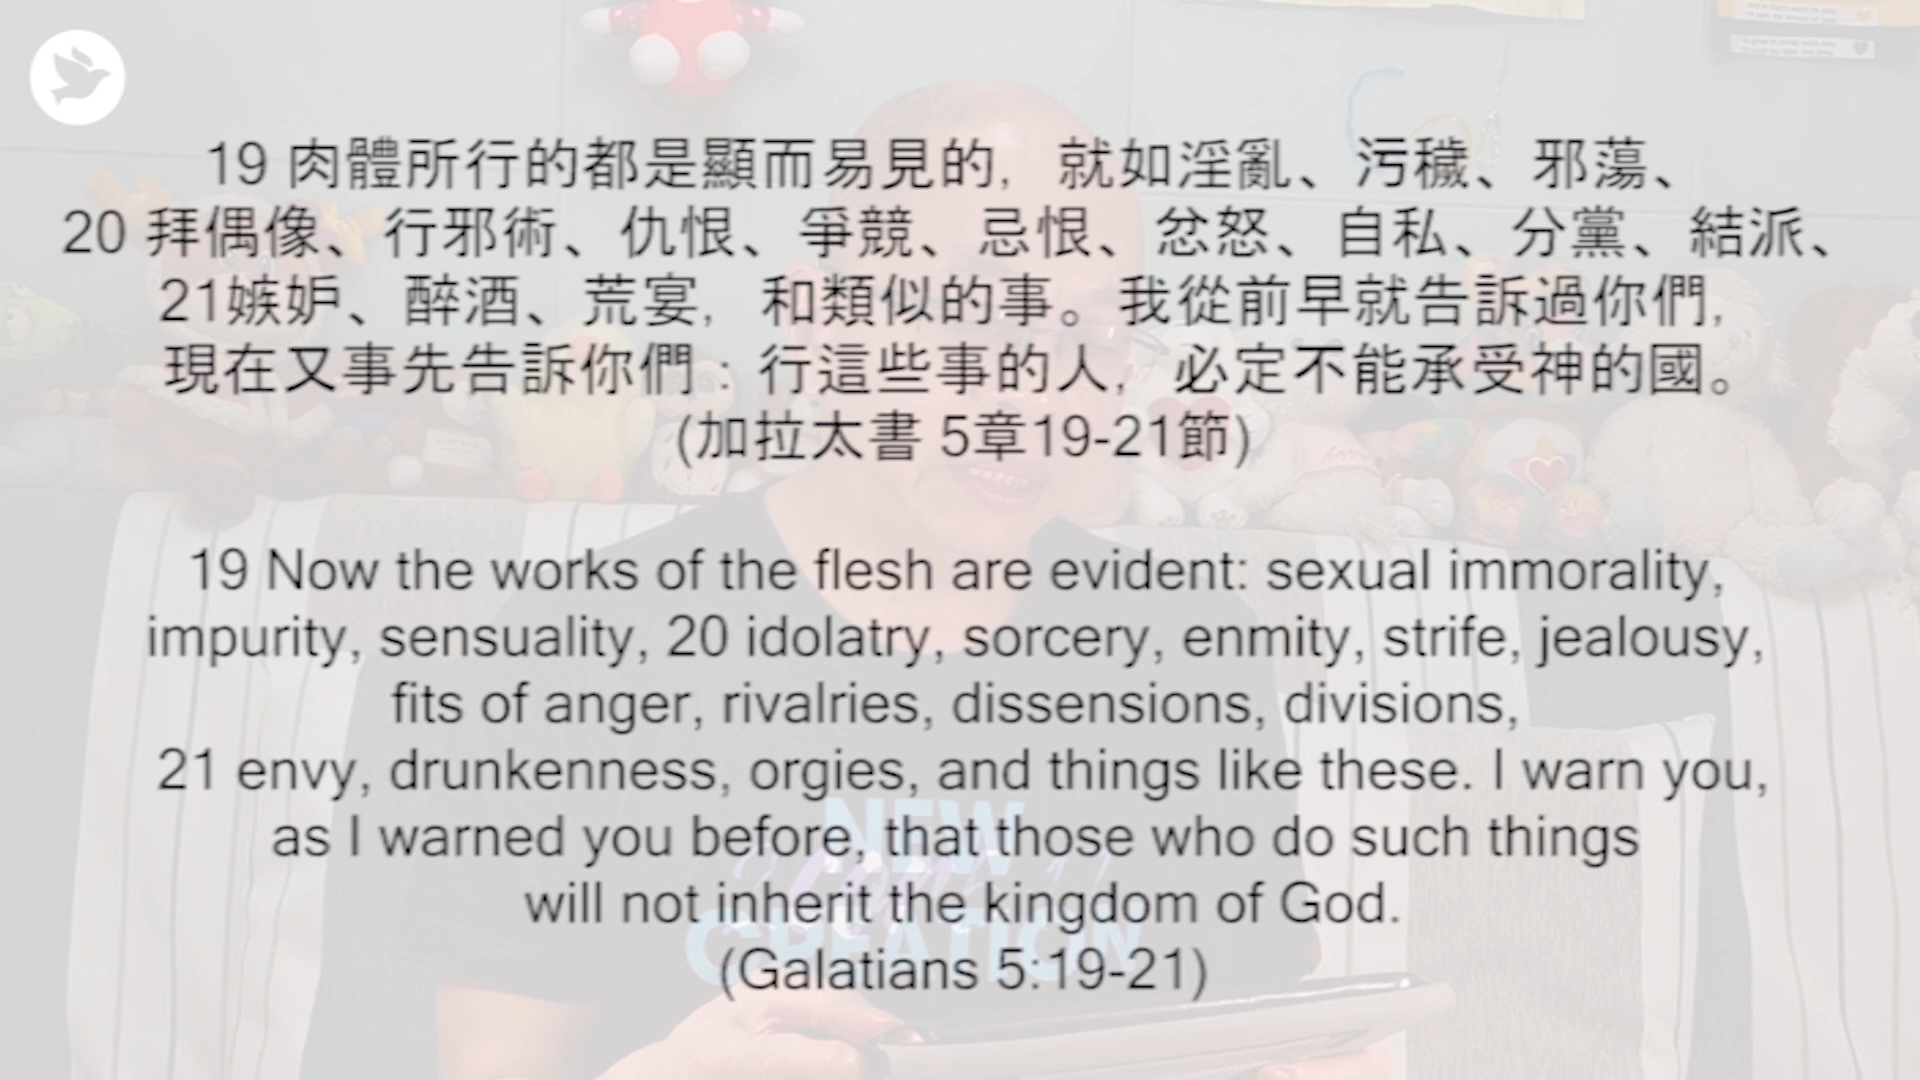 19 肉體所行的都是顯而易見的，就如淫亂、污穢、邪蕩、
20 拜偶像、行邪術、仇恨、爭競、忌恨、忿怒、自私、分黨、結派、
21嫉妒、醉酒、荒宴，和類似的事。我從前早就告訴過你們，
現在又事先告訴你們：行這些事的人，必定不能承受神的國。
(加拉太書 5章19-21節)
19 Now the works of the flesh are evident: sexual immorality,
impurity, sensuality, 20 idolatry, sorcery, enmity, strife, jealousy,
fits of anger, rivalries, dissensions, divisions,
21 envy, drunkenness, orgies, and things like these. I warn you,
as I warned you before, that those who do such things
will not inherit the kingdom of God.
(Galatians 5:19-21)
NEW
CREATION